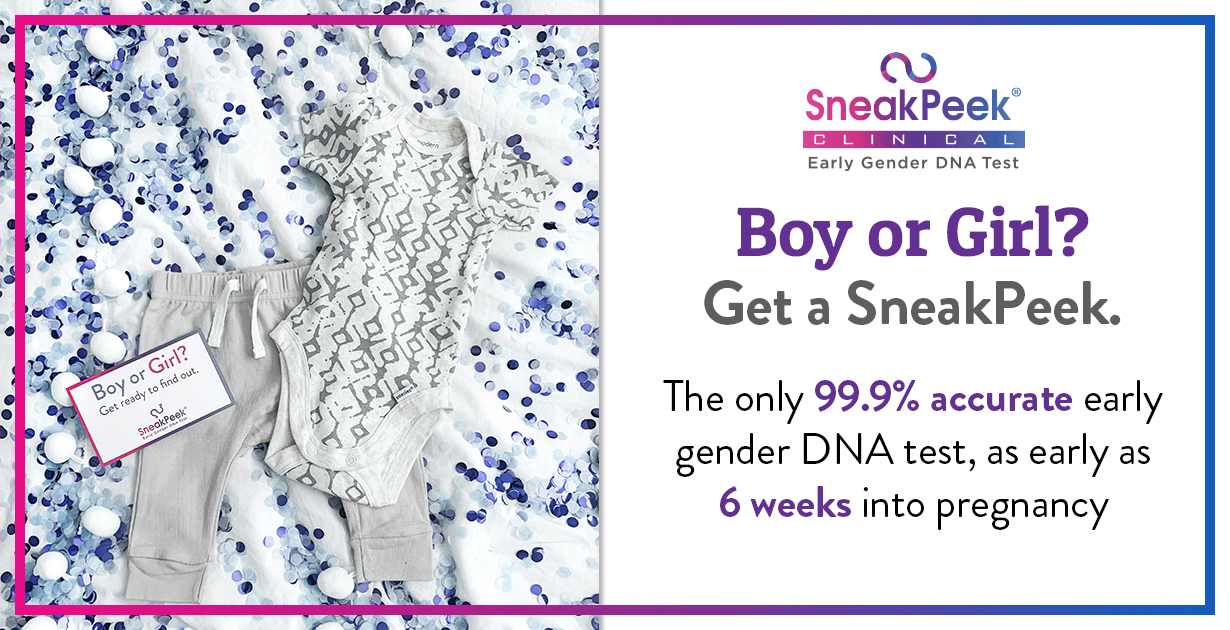 modern
Boy or Girl?
Get ready to find out.
SneakPeek®
Early Gender DNA Test
SneakPeek®
CLINICAL
Early Gender DNA Test
Boy or Girl?
Get a SneakPeek.
The only 99.9% accurate early
gender DNA test, as early as
6 weeks into pregnancy